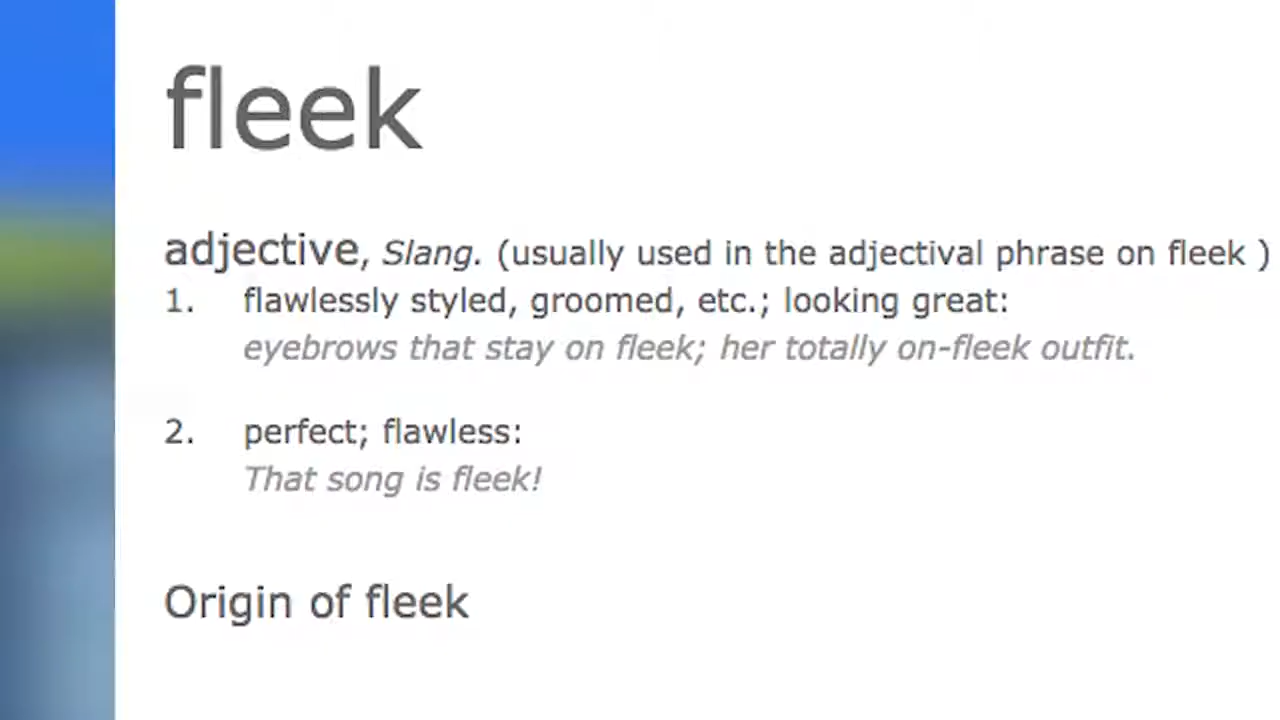 fleek
adjective, Slang. (usually used in the adjectival phrase on fleek )
1. flawlessly styled, groomed, etc.; looking great:
eyebrows that stay on fleek; her totally on-fleek outfit.
2. perfect; flawless:
That song is fleek!
Origin of fleek